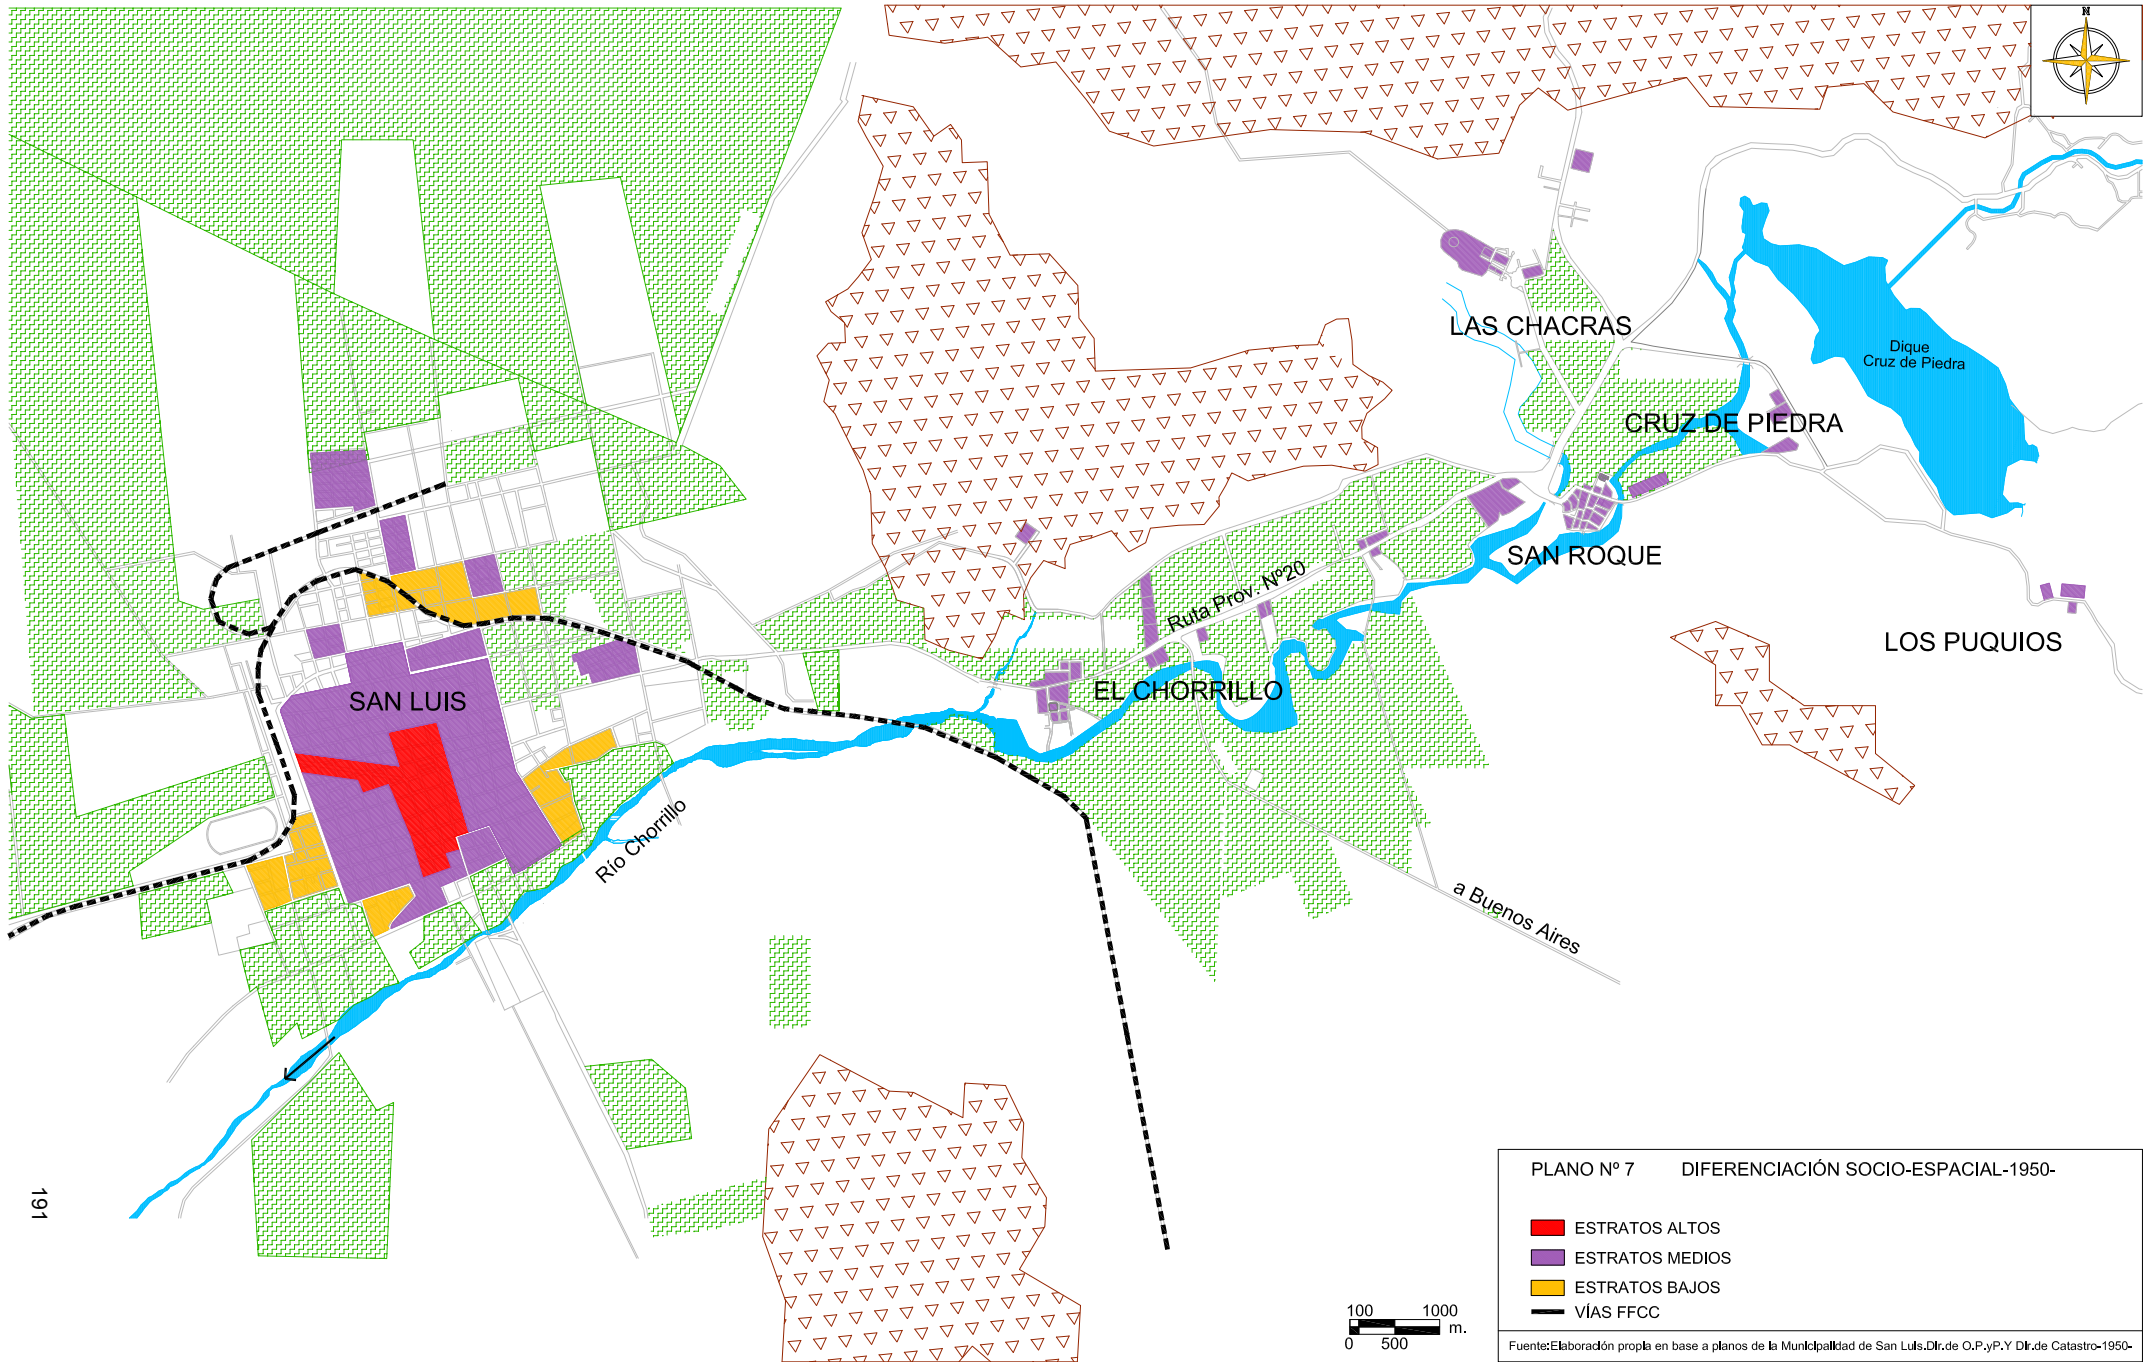 N
LAS CHACRAS
Dique
Cruz de Piedra
CRUZ DE PIEDRA
SAN ROQUE
Ruta Prov. Nº20
LOS PUQUIOS
EL CHORRILLO
SAN LUIS
Río Chorrillo
a Buenos Aires
191
PLANO Nº 7 DIFERENCIACIÓN SOCIO-ESPACIAL-1950-
ESTRATOS ALTOS
ESTRATOS MEDIOS
ESTRATOS BAJOS
VÍAS FFCC
100 1000
m.
0 500
Fuente:Elaboración propia en base a planos de la Municipalidad de San Luis.Dir.de O.P.yP.Y Dir.de Catastro-1950-